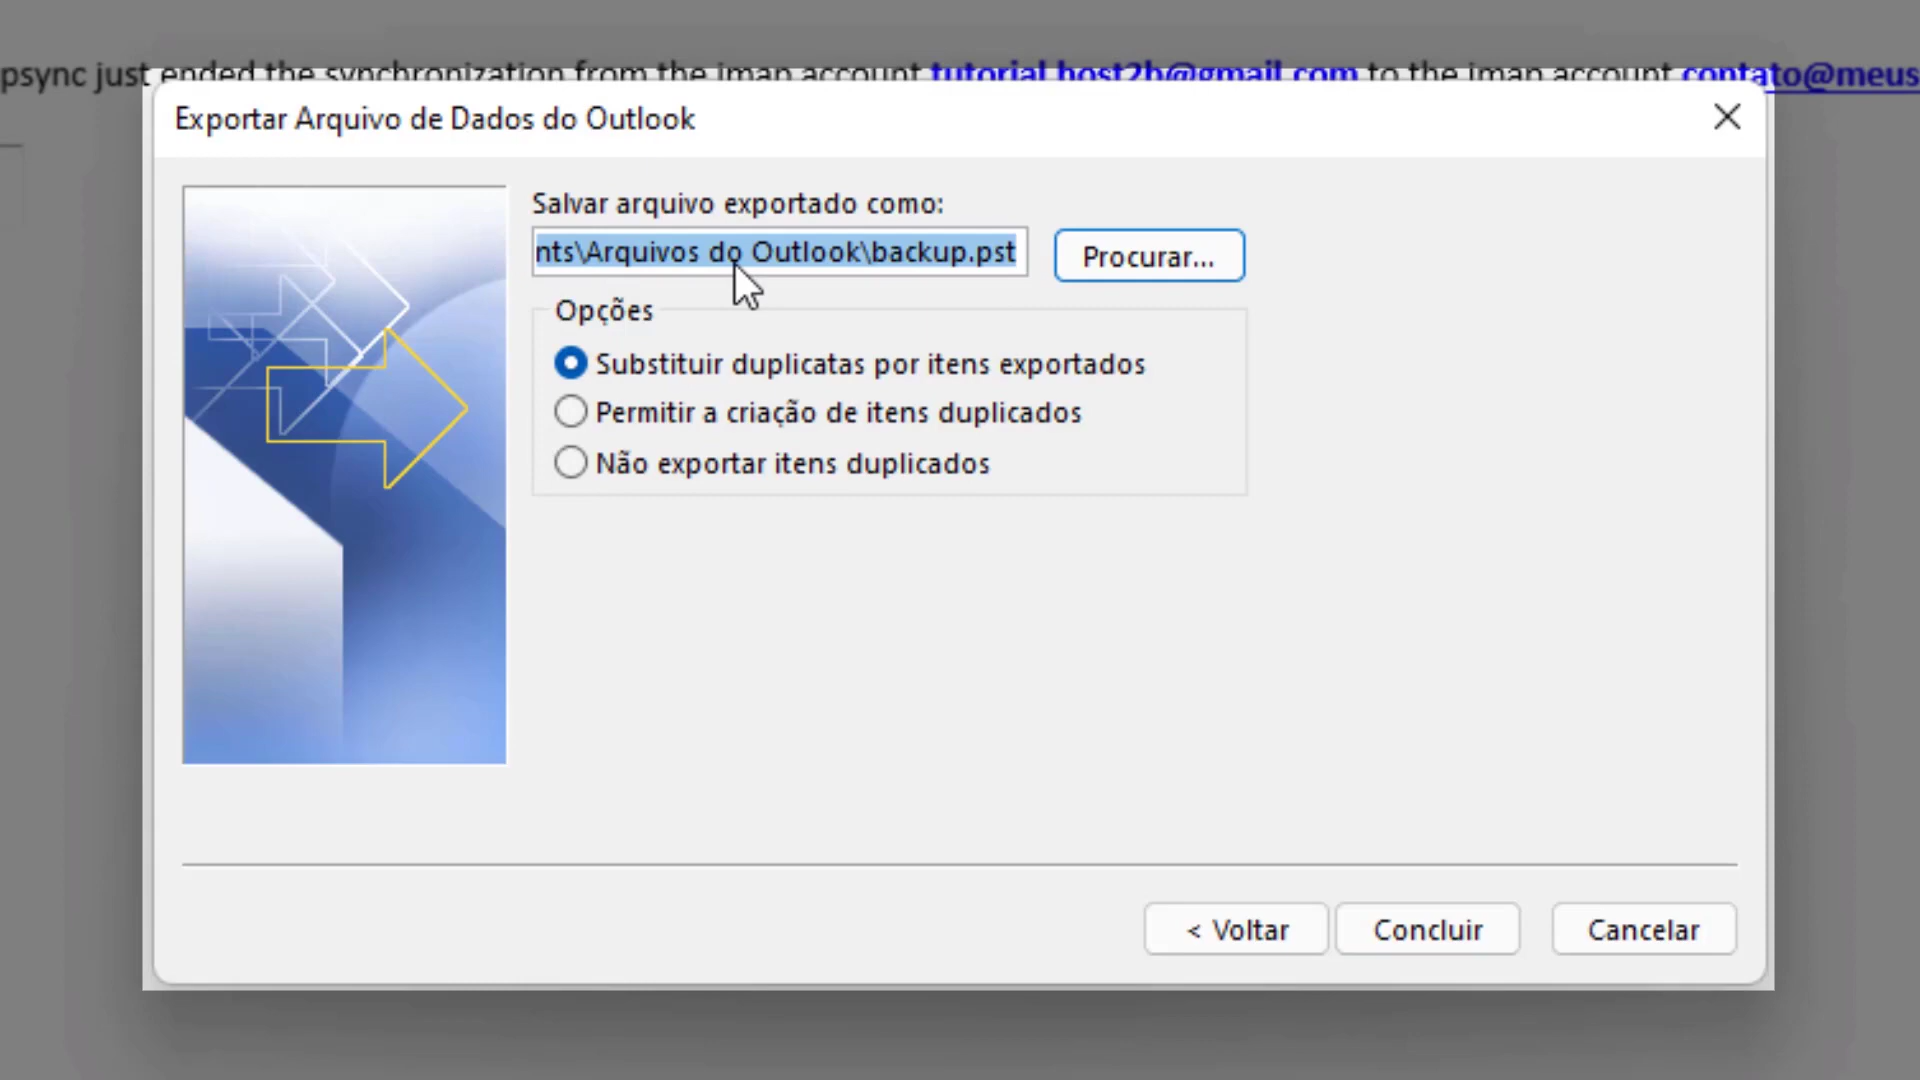 psync just ended the synchronization from the imap account tutorial.host2b@gmail.com to the imap account contato@meus
Exportar Arquivo de Dados do Outlook
Salvar arquivo exportado como:
nts\Arquivos do Outlook\backup.pst
Procurar...
Opções
Substituir duplicatas por itens exportados
Permitir a criação de itens duplicados
Não exportar itens duplicados
< Voltar
Concluir
Cancelar